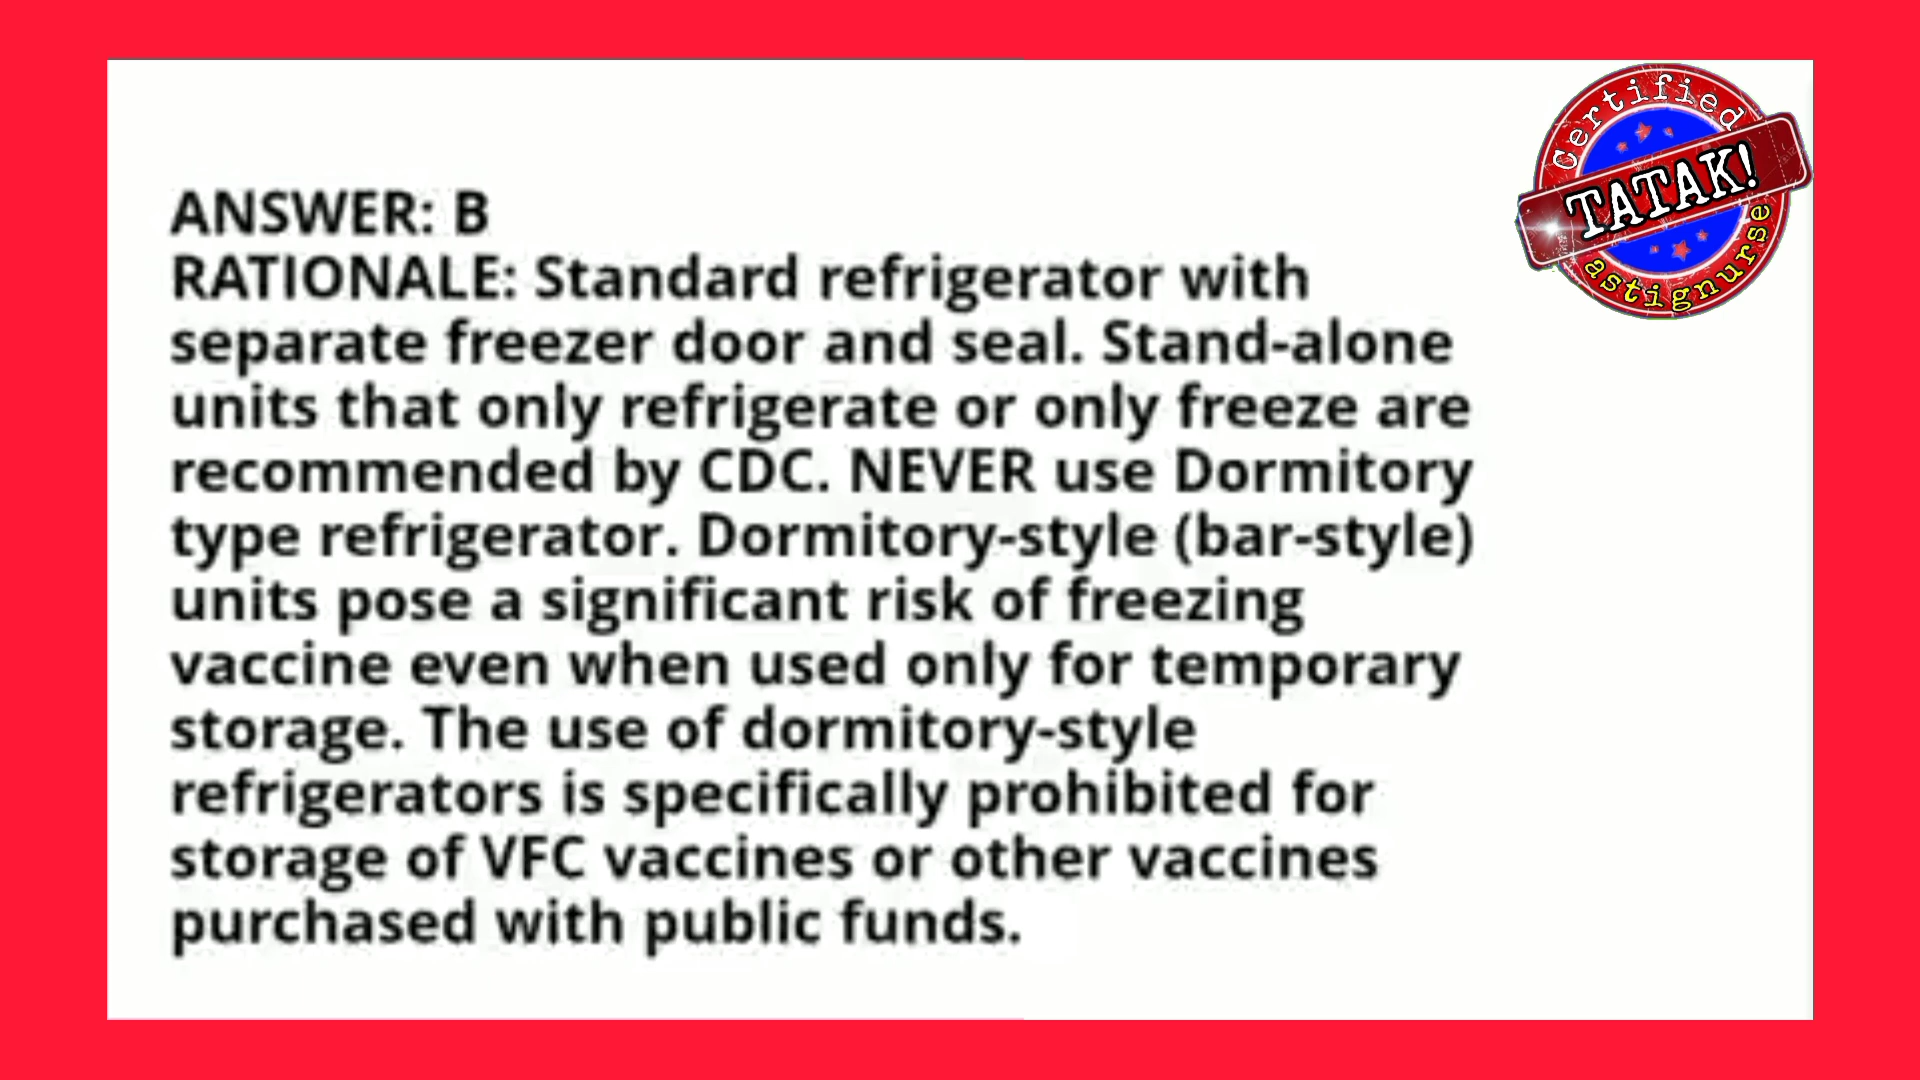 Certified
TATAK!
astignurse
ANSWER: B
RATIONALE: Standard refrigerator with
separate freezer door and seal. Stand-alone
units that only refrigerate or only freeze are
recommended by CDC. NEVER use Dormitory
type refrigerator. Dormitory-style (bar-style)
units pose a significant risk of freezing
vaccine even when used only for temporary
storage. The use of dormitory-style
refrigerators is specifically prohibited for
storage of VFC vaccines or other vaccines
purchased with public funds.